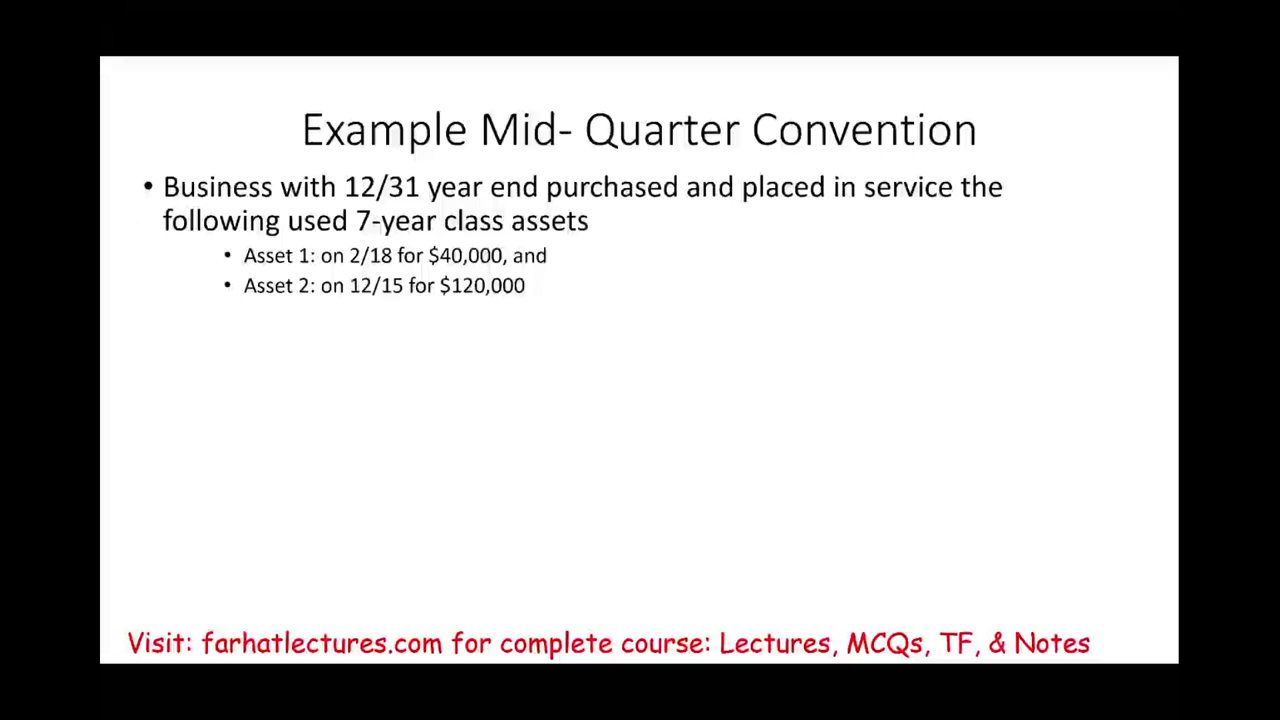 Example Mid- Quarter Convention
• Business with 12/31 year end purchased and placed in service the
following used 7-year class assets
• Asset 1: on 2/18 for $40,000, and
• Asset 2: on 12/15 for $120,000
Visit: farhatlectures.com for complete course: Lectures, MCQs, TF, & Notes